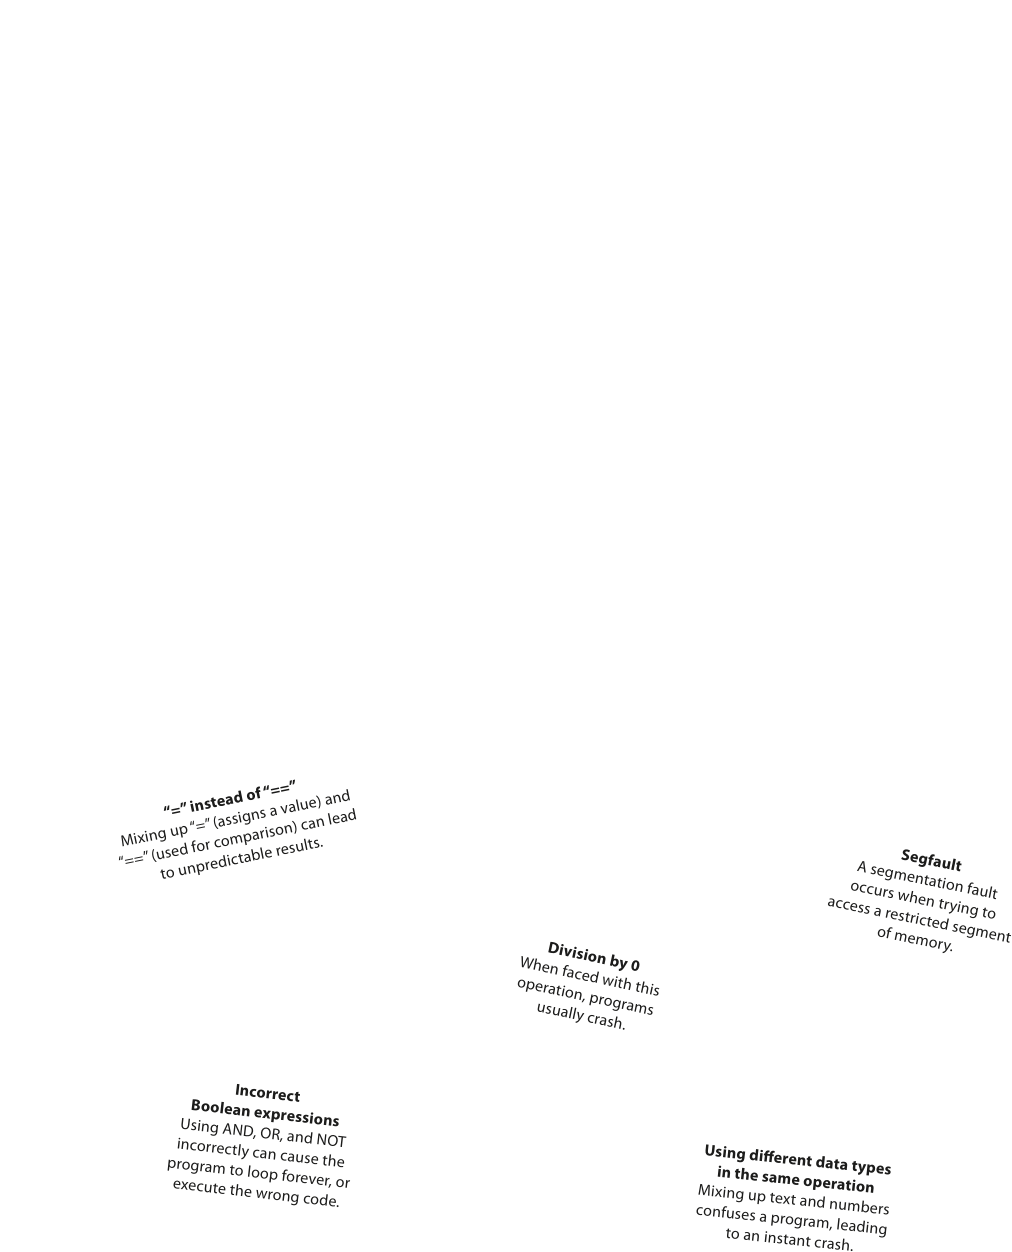 “=” instead of “==”
Mixing up “=” (assigns a value) and
“==” (used for comparison) can lead
to unpredictable results.
Segfault
A segmentation fault
occurs when trying to
access a restricted segment
of memory.
Division by 0
When faced with this
operation, programs
usually crash.
Incorrect
Boolean expressions
Using AND, OR, and NOT
incorrectly can cause the
program to loop forever, or
execute the wrong code.
Using different data types
in the same operation
Mixing up text and numbers
confuses a program, leading
to an instant crash.